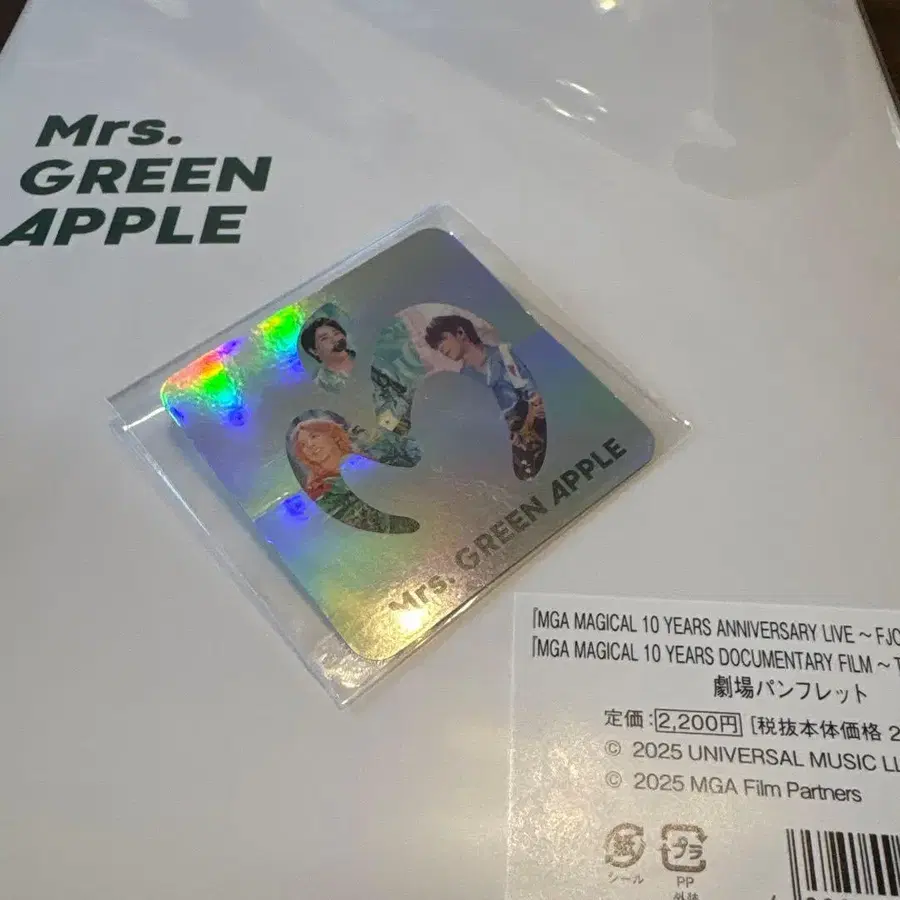 Mrs.
GREEN
APPLE
Mrs. GREEN APPLE
『MGA MAGICAL 10 YEARS ANNIVERSARY LIVE ~ FJO
『MGA MAGICAL 10 YEARS DOCUMENTARY FILM ~ T
劇場パンフレット
定価:2,200円 [税抜本体価格 2
© 2025 UNIVERSAL MUSIC LL
© 2025 MGA Film Partners
紙 プラ
シール PP
外装